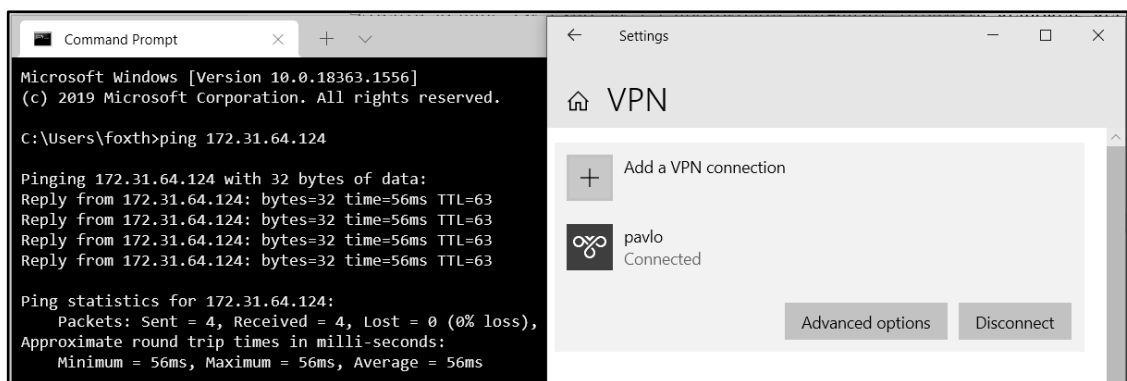 Command Prompt
Microsoft Windows [Version 10.0.18363.1556]
(c) 2019 Microsoft Corporation. All rights reserved.
C:\Users\foxth>ping 172.31.64.124
Pinging 172.31.64.124 with 32 bytes of data:
Reply from 172.31.64.124: bytes=32 time=56ms TTL=63
Reply from 172.31.64.124: bytes=32 time=56ms TTL=63
Reply from 172.31.64.124: bytes=32 time=56ms TTL=63
Reply from 172.31.64.124: bytes=32 time=56ms TTL=63
Ping statistics for 172.31.64.124:
Packets: Sent = 4, Received = 4, Lost = 0 (0% loss),
Approximate round trip times in milli-seconds:
Minimum = 56ms, Maximum = 56ms, Average = 56ms
Settings
VPN
Add a VPN connection
pavlo
Connected
Advanced options
Disconnect